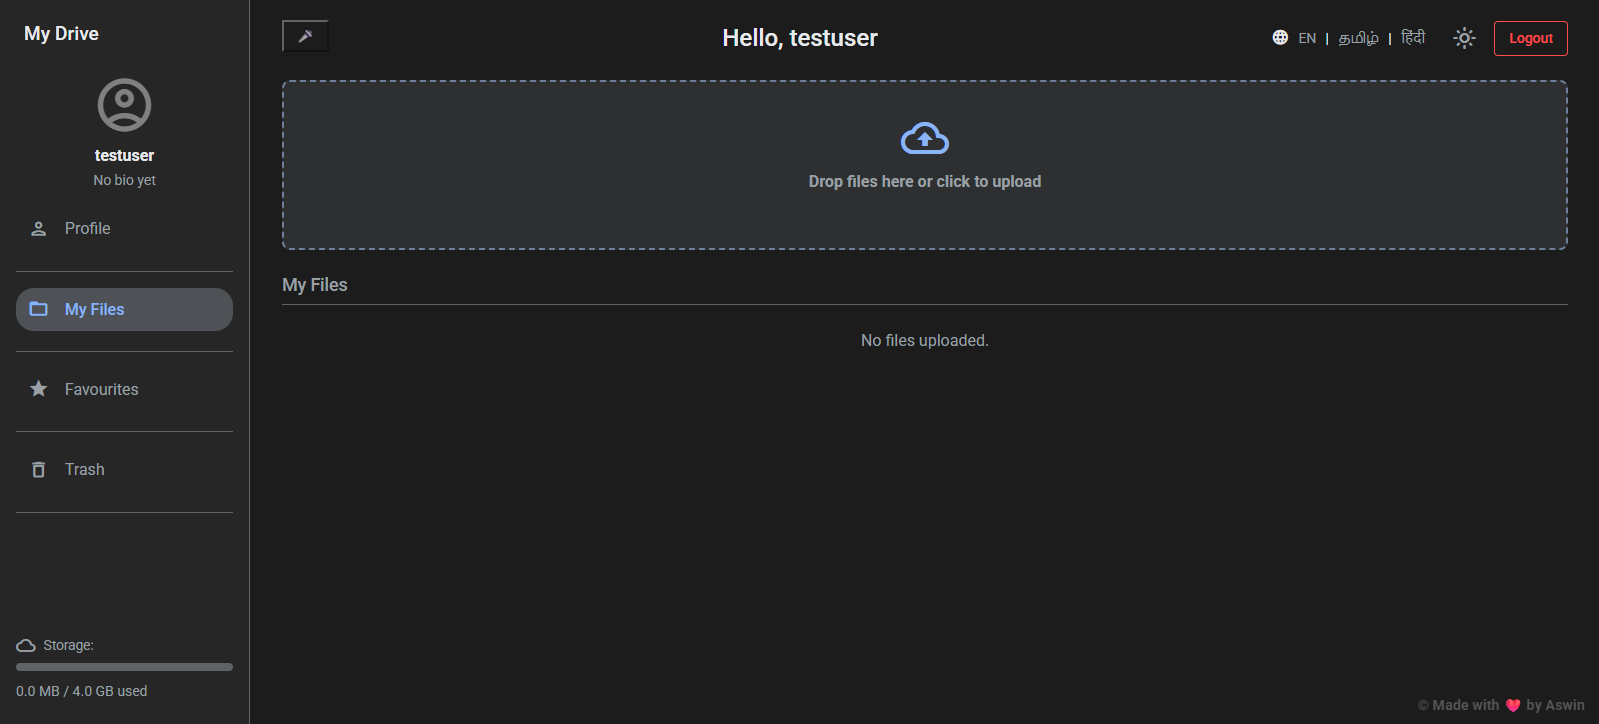 My Drive
Hello, testuser
EN | தமிழ் | हिंदी
Logout
testuser
No bio yet
Profile
My Files
Favourites
Trash
Storage:
0.0 MB / 4.0 GB used
Drop files here or click to upload
My Files
No files uploaded.
© Made with 💔 by Aswin